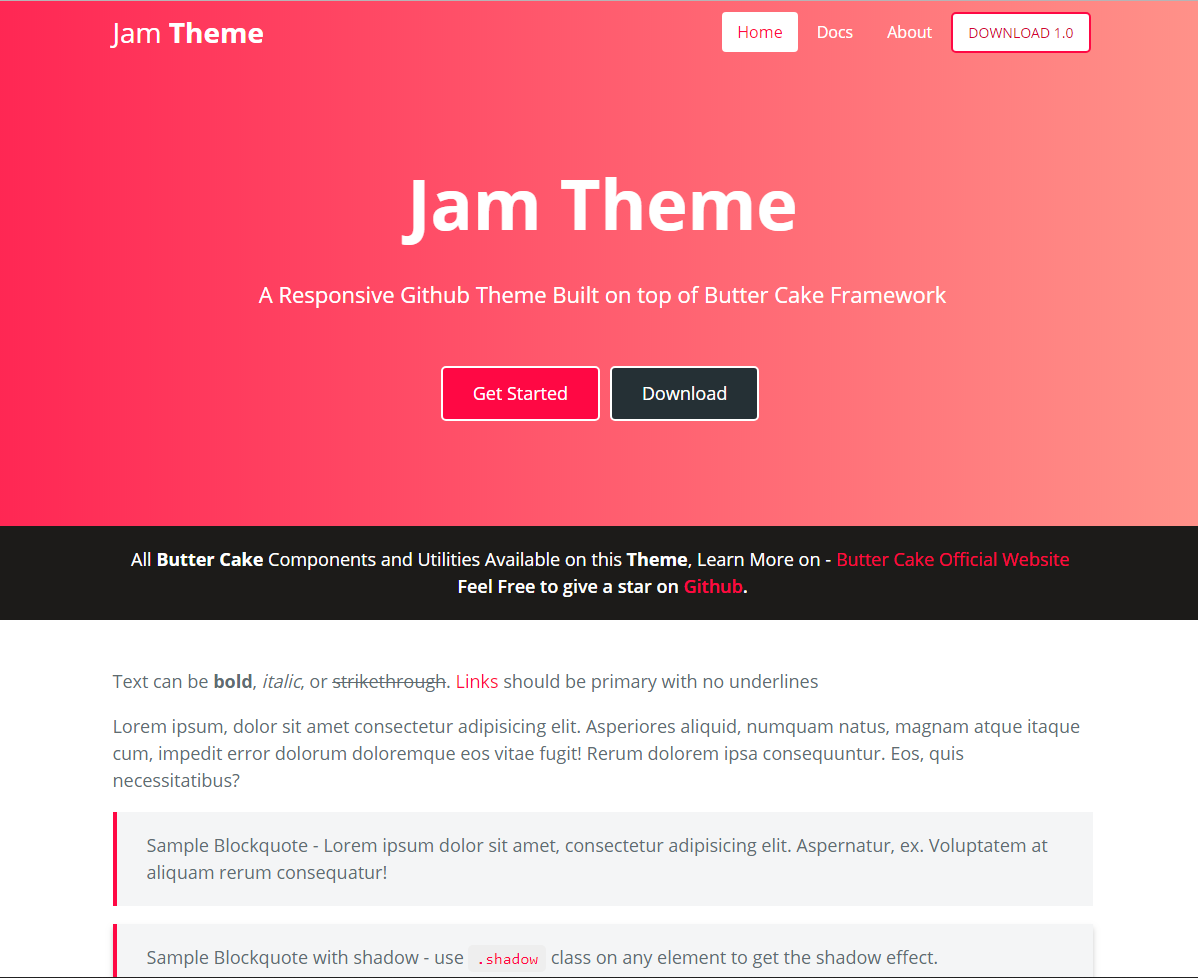 Jam Theme
Home Docs About DOWNLOAD 1.0
Jam Theme
A Responsive Github Theme Built on top of Butter Cake Framework
Get Started Download
All Butter Cake Components and Utilities Available on this Theme, Learn More on - Butter Cake Official Website
Feel Free to give a star on Github.
Text can be bold, italic, or strikethrough. Links should be primary with no underlines
Lorem ipsum, dolor sit amet consectetur adipisicing elit. Asperiores aliquid, numquam natus, magnam atque itaque
cum, impedit error dolorum doloremque eos vitae fugit! Rerum dolorem ipsa consequuntur. Eos, quis
necessitatibus?
Sample Blockquote - Lorem ipsum dolor sit amet, consectetur adipisicing elit. Aspernatur, ex. Voluptatem at
aliquam rerum consequatur!
Sample Blockquote with shadow - use .shadow class on any element to get the shadow effect.